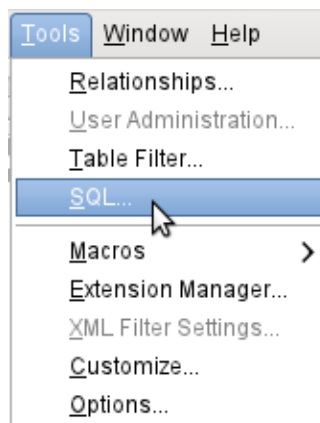 Tools Window Help
Relationships...
User Administration...
Table Filter...
SQL...
Macros
Extension Manager...
XML Filter Settings...
Customize...
Options...